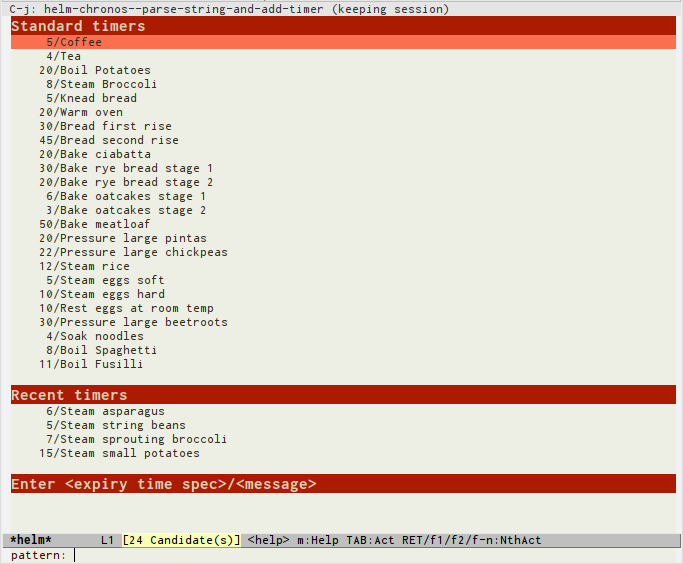 C-j: helm-chronos--parse-string-and-add-timer (keeping session)
Standard timers
5/Coffee
4/Tea
20/Boil Potatoes
8/Steam Broccoli
5/Knead bread
20/Warm oven
30/Bread first rise
45/Bread second rise
20/Bake ciabatta
30/Bake rye bread stage 1
20/Bake rye bread stage 2
6/Bake oatcakes stage 1
3/Bake oatcakes stage 2
50/Bake meatloaf
20/Pressure large pintas
22/Pressure large chickpeas
12/Steam rice
5/Steam eggs soft
10/Steam eggs hard
10/Rest eggs at room temp
30/Pressure large beetroots
4/Soak noodles
8/Boil Spaghetti
11/Boil Fusilli
Recent timers
6/Steam asparagus
5/Steam string beans
7/Steam sprouting broccoli
15/Steam small potatoes
Enter <expiry time spec>/<message>
*helm* L1 [24 Candidate(s)] <help> m:Help TAB:Act RET/f1/f2/f-n:NthAct
pattern: